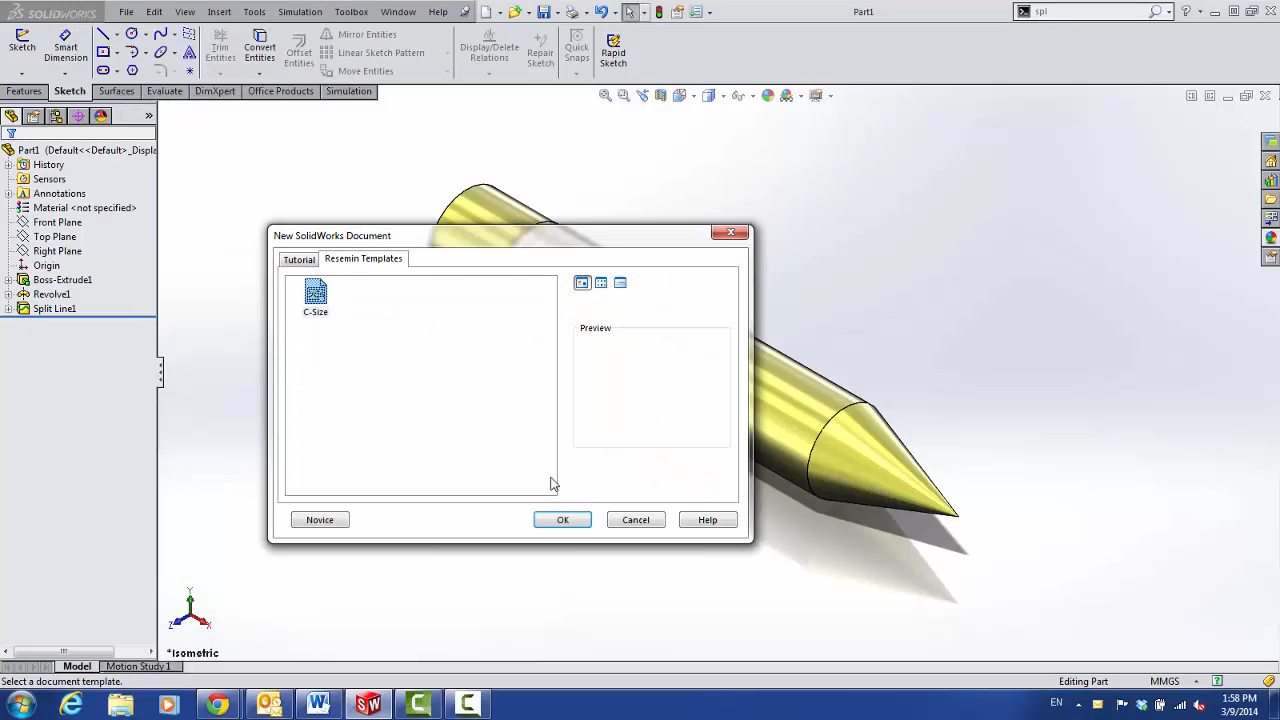 SOLIDWORKS File Edit View Insert Tools Simulation Toolbox Window Help Part1 spl
Sketch Smart Dimension Trim Entities Convert Entities Offset Entities Mirror Entities Linear Sketch Pattern Move Entities Display/Delete Relations Repair Sketch Quick Snaps Rapid Sketch
Features Sketch Surfaces Evaluate DimXpert Office Products Simulation
Part1 (Default<<Default>_Displa
History
Sensors
Annotations
Material <not specified>
Front Plane
Top Plane
Right Plane
Origin
Boss-Extrude1
Revolve1
Split Line1
New SolidWorks Document
Tutorial Resemin Templates
C-Size
Preview
Novice OK Cancel Help
Y
Z X
*Isometric
Model Motion Study 1
Select a document template. Editing Part MMGS
EN 1:58 PM
3/9/2014